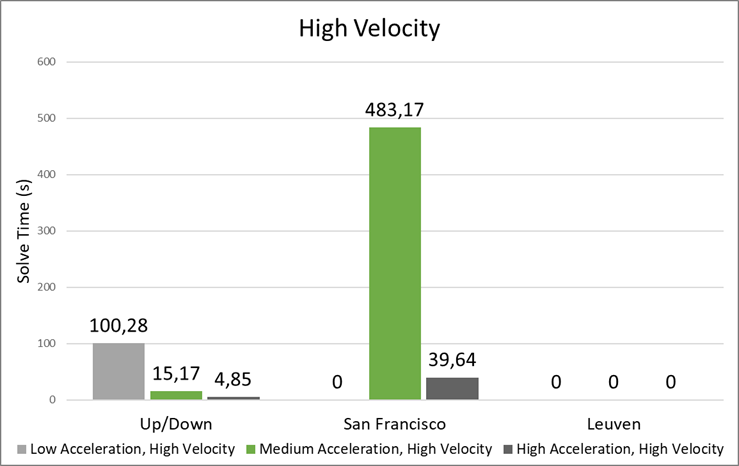 High Velocity
600
500
400
300
200
100
0
Solve Time (s)
100,28
15,17
4,85
0
483,17
39,64
0
0
0
Up/Down
San Francisco
Leuven
Low Acceleration, High Velocity
Medium Acceleration, High Velocity
High Acceleration, High Velocity